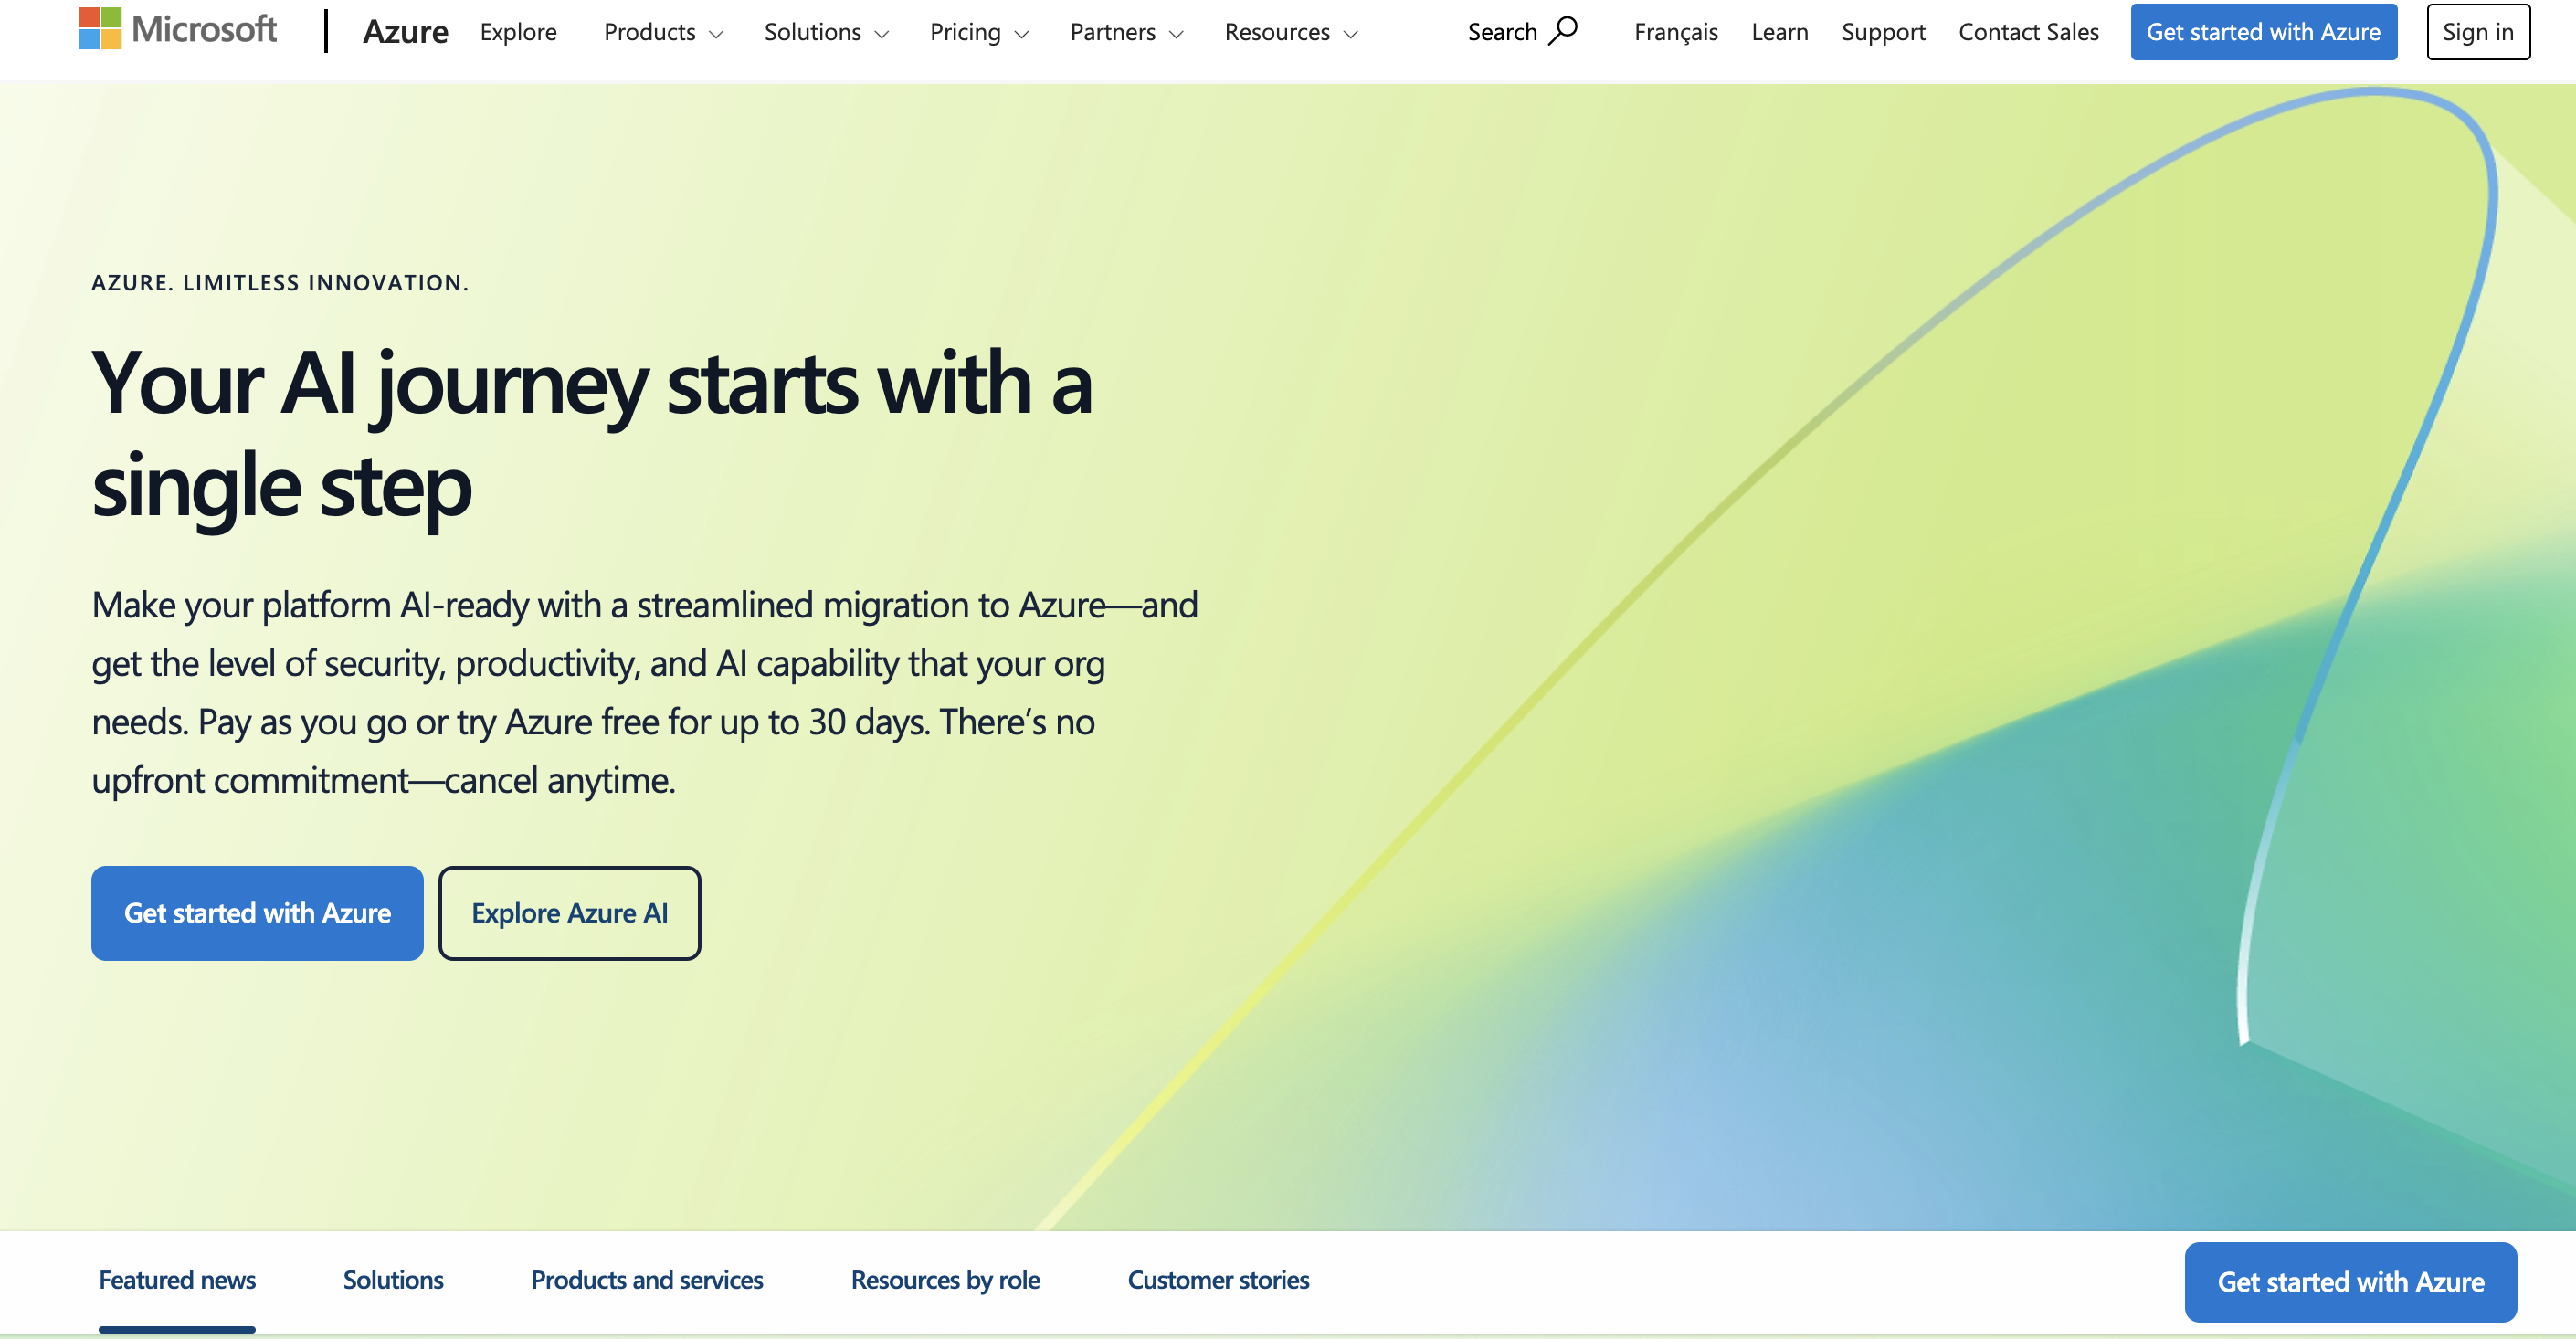 Microsoft
Azure Explore Products Solutions Pricing Partners Resources Search Français Learn Support Contact Sales Get started with Azure Sign in
AZURE. LIMITLESS INNOVATION.
Your AI journey starts with a
single step
Make your platform AI-ready with a streamlined migration to Azure—and
get the level of security, productivity, and AI capability that your org
needs. Pay as you go or try Azure free for up to 30 days. There’s no
upfront commitment—cancel anytime.
Get started with Azure Explore Azure AI
Featured news Solutions Products and services Resources by role Customer stories Get started with Azure